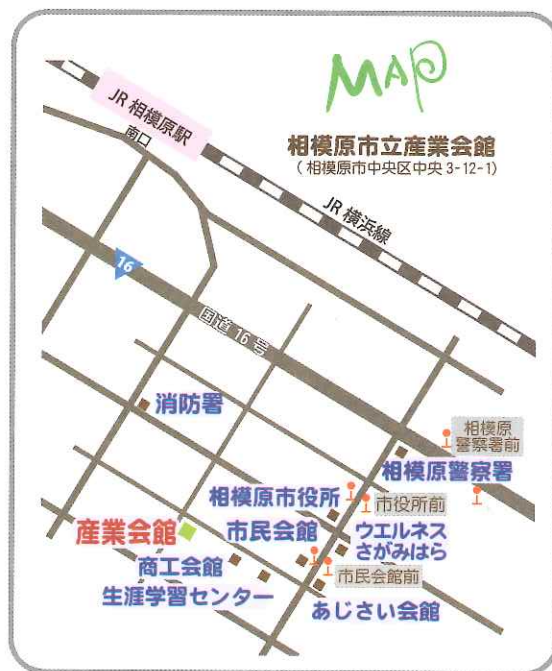 MAP
相模原市立産業会館
(相模原市中央区中央 3-12-1)
JR 相模原駅
南口
JR 横浜線
16
国道 16 号
消防署
相模原
警察署前
相模原警察署
相模原市役所
市役所前
産業会館
市民会館
ウエルネス
さがみはら
商工会館
市民会館前
生涯学習センター
あじさい会館